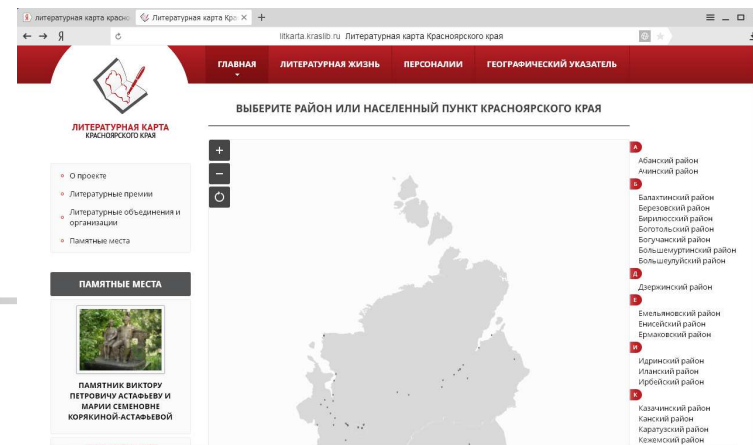 литературная карта красно
Литературная карта Кра
Я
litkarta.kraslib.ru Литературная карта Красноярского края
ГЛАВНАЯ
ЛИТЕРАТУРНАЯ ЖИЗНЬ
ПЕРСОНАЛИИ
ГЕОГРАФИЧЕСКИЙ УКАЗАТЕЛЬ
ЛИТЕРАТУРНАЯ КАРТА
КРАСНОЯРСКОГО КРАЯ
О проекте
Литературные премии
Литературные объединения и
организации
Памятные места
ПАМЯТНЫЕ МЕСТА
ПАМЯТНИК ВИКТОРУ
ПЕТРОВИЧУ АСТАФЬЕВУ И
МАРИИ СЕМЕНОВНЕ
КОРЯКИНОЙ-АСТАФЬЕВОЙ
ВЫБЕРИТЕ РАЙОН ИЛИ НАСЕЛЕННЫЙ ПУНКТ КРАСНОЯРСКОГО КРАЯ
А
Абанский район
Ачинский район
Б
Балахтинский район
Березовский район
Бирилюсский район
Боготольский район
Богучанский район
Большемуртинский район
Большеулуйский район
Д
Дзержинский район
Е
Емельяновский район
Енисейский район
Ермаковский район
И
Идринский район
Иланский район
Ирбейский район
К
Казачинский район
Канский район
Каратузский район
Кежемский район